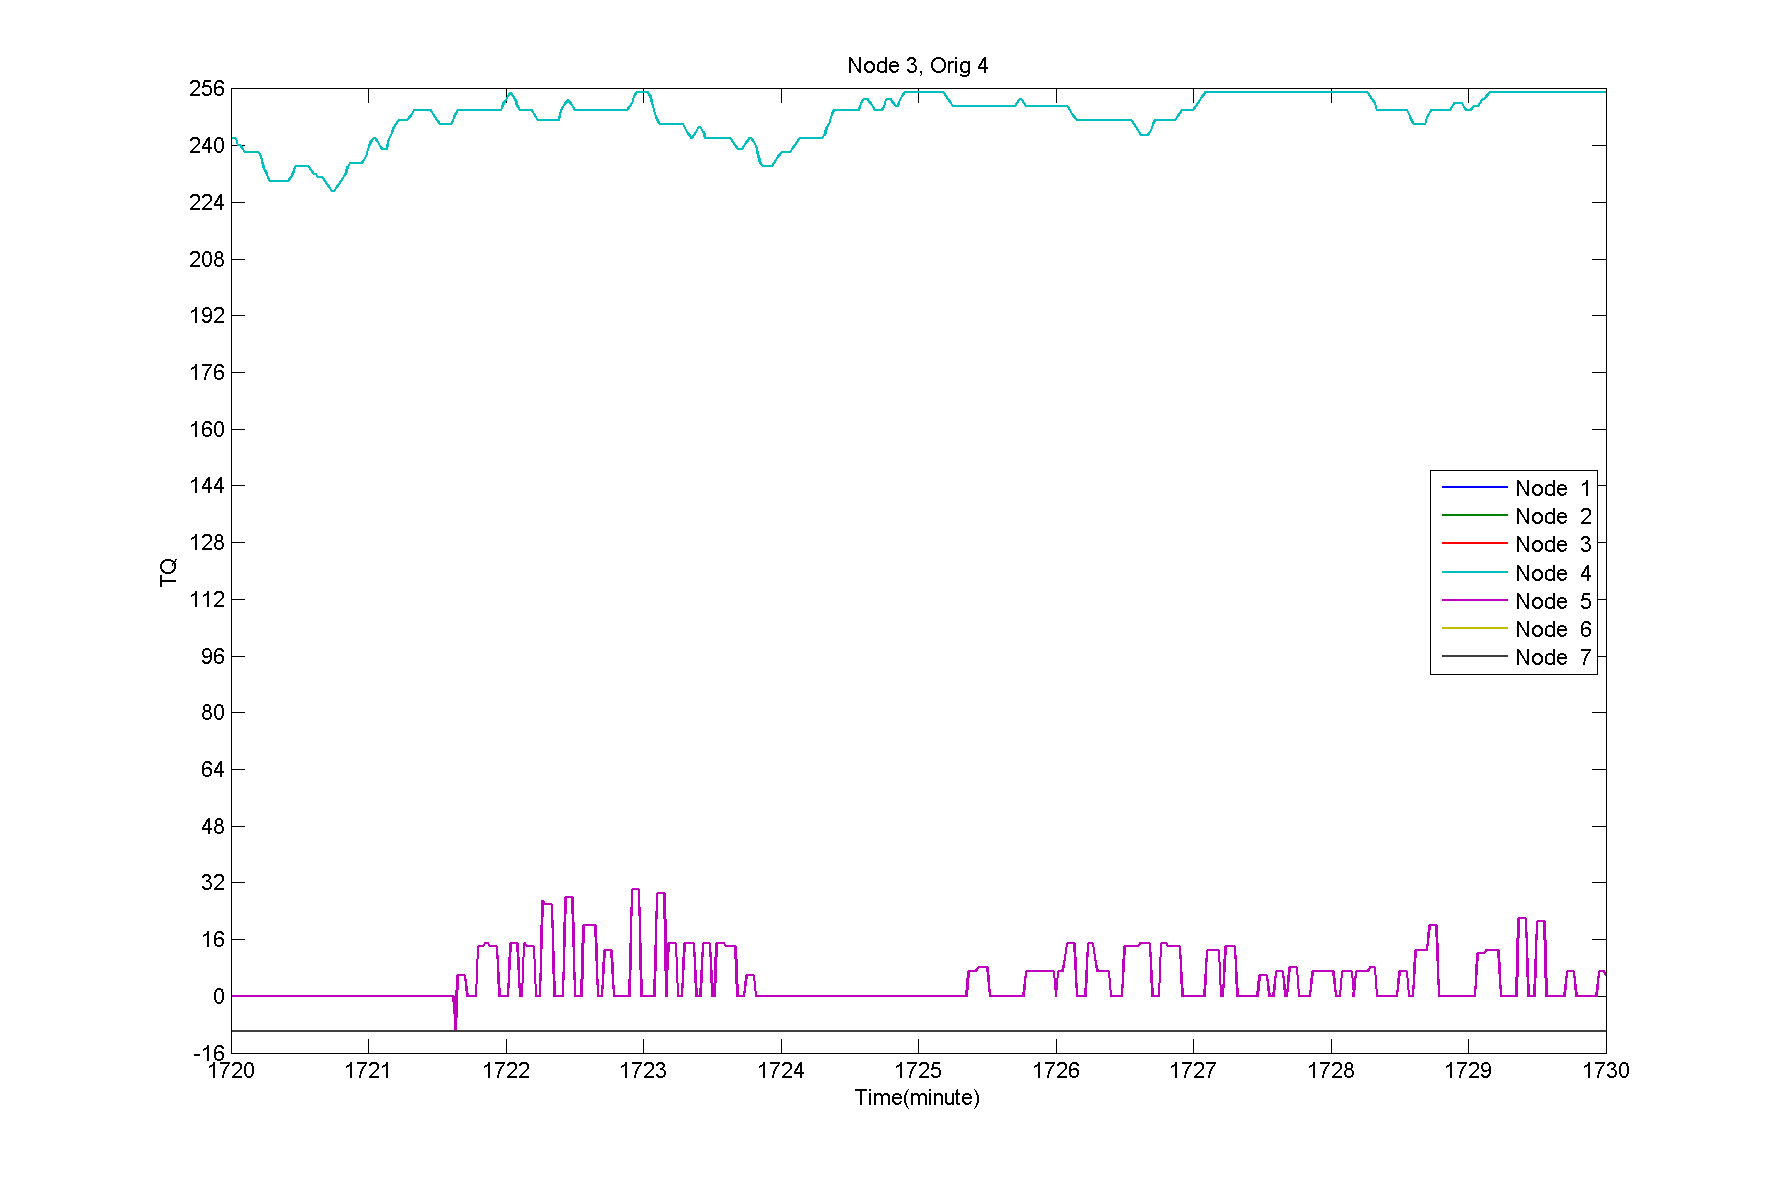 Node 3, Orig 4
256
240
224
208
192
176
160
144
128
112
96
80
64
48
32
16
0
-16
TQ
Node 1
Node 2
Node 3
Node 4
Node 5
Node 6
Node 7
1720 1721 1722 1723 1724 1725 1726 1727 1728 1729 1730
Time(minute)